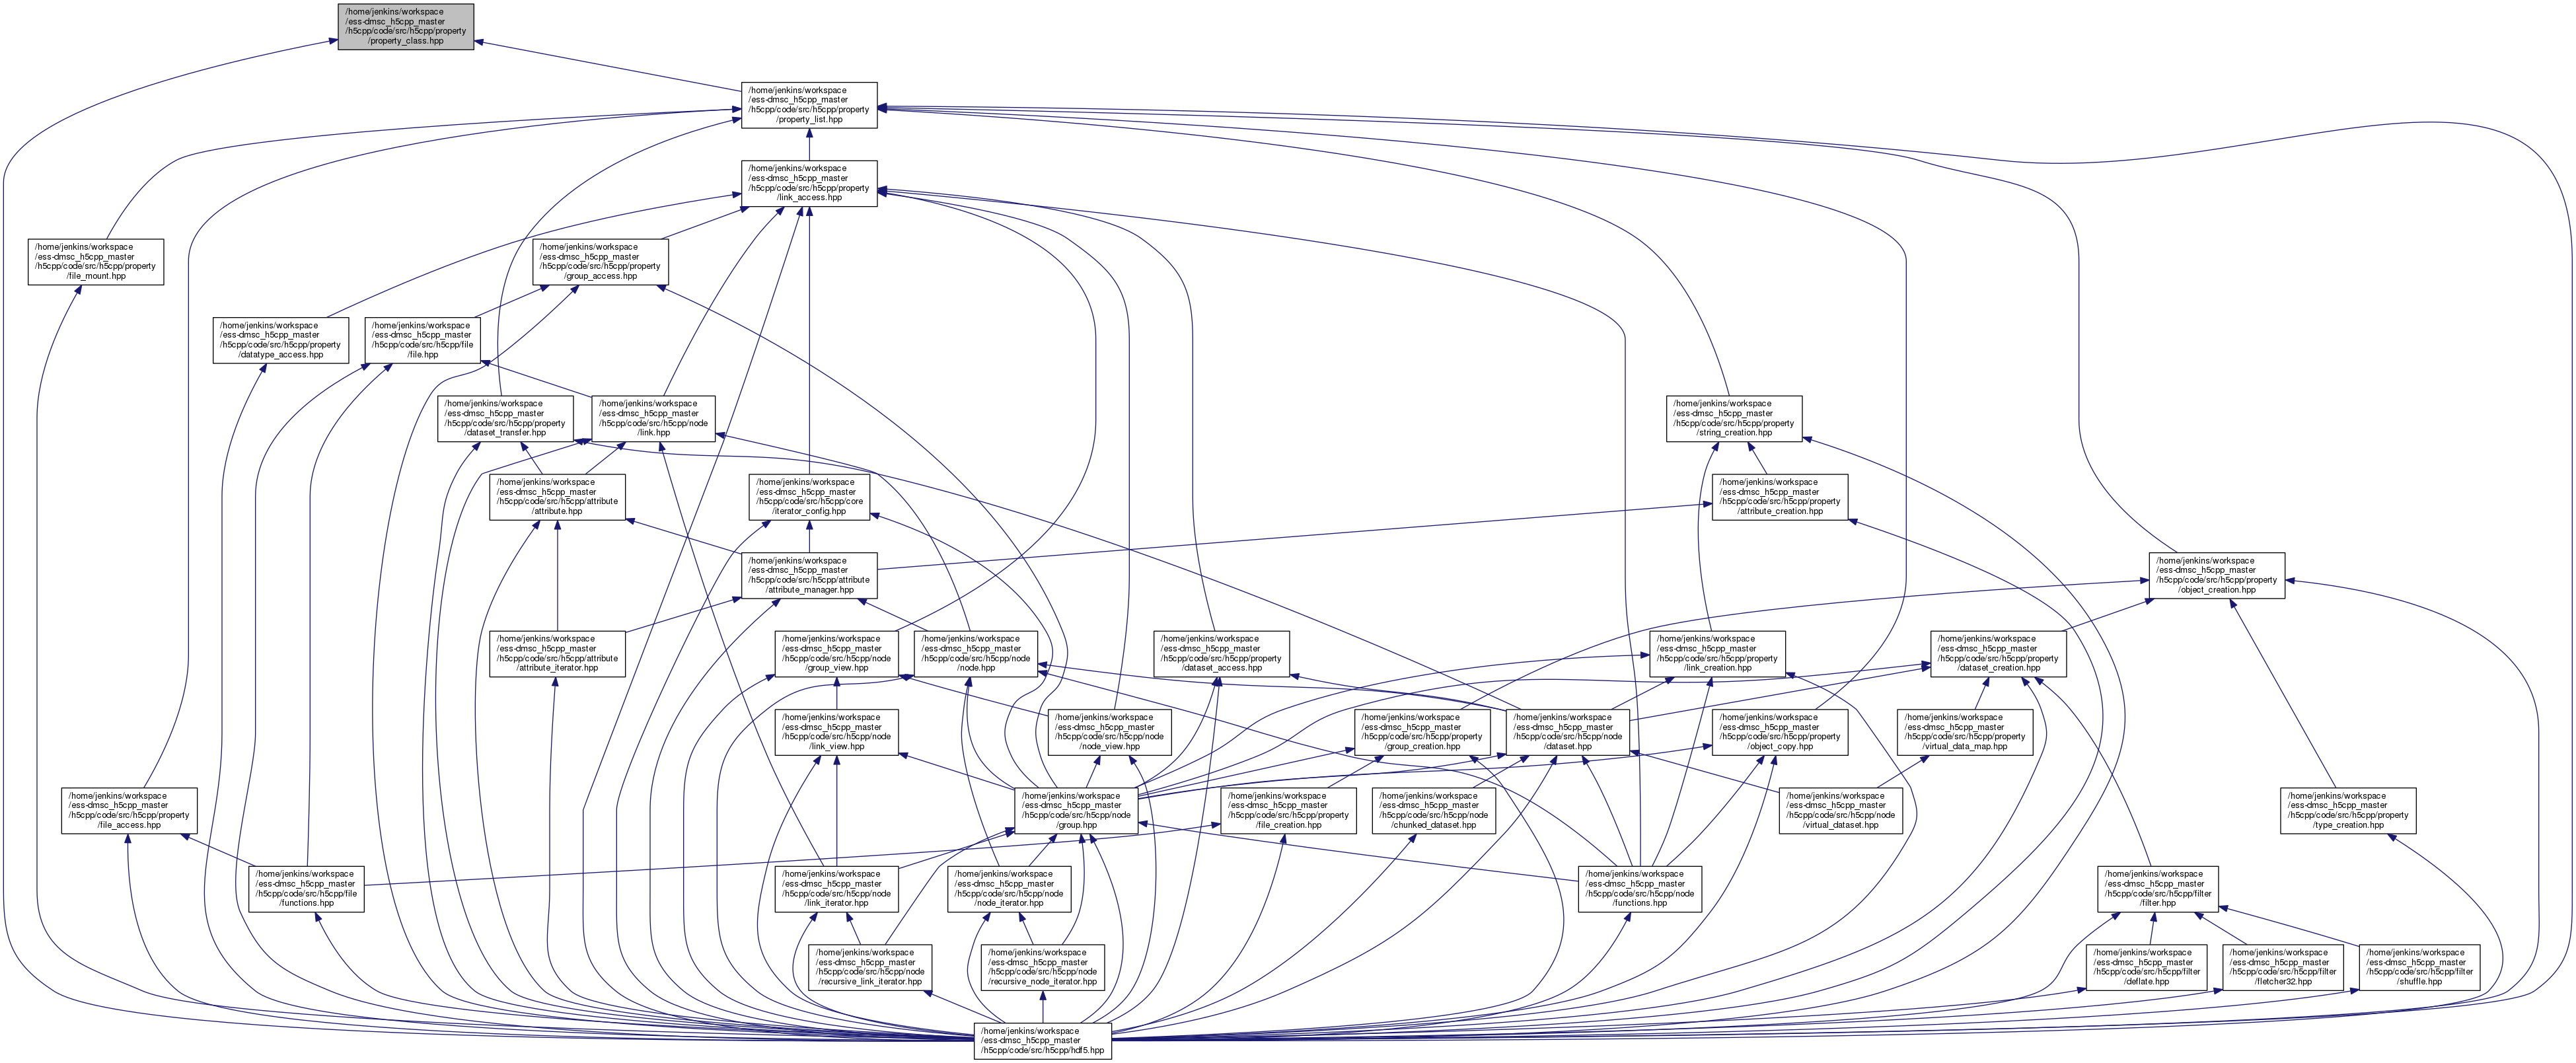 /home/jenkins/workspace
/ess-dmsc_h5cpp_master
/h5cpp/code/src/h5cpp/property
/property_class.hpp
/home/jenkins/workspace
/ess-dmsc_h5cpp_master
/h5cpp/code/src/h5cpp/property
/property_list.hpp
/home/jenkins/workspace
/ess-dmsc_h5cpp_master
/h5cpp/code/src/h5cpp/property
/link_access.hpp
/home/jenkins/workspace
/ess-dmsc_h5cpp_master
/h5cpp/code/src/h5cpp/property
/file_mount.hpp
/home/jenkins/workspace
/ess-dmsc_h5cpp_master
/h5cpp/code/src/h5cpp/property
/group_access.hpp
/home/jenkins/workspace
/ess-dmsc_h5cpp_master
/h5cpp/code/src/h5cpp/property
/datatype_access.hpp
/home/jenkins/workspace
/ess-dmsc_h5cpp_master
/h5cpp/code/src/h5cpp/file
/file.hpp
/home/jenkins/workspace
/ess-dmsc_h5cpp_master
/h5cpp/code/src/h5cpp/property
/dataset_transfer.hpp
/home/jenkins/workspace
/ess-dmsc_h5cpp_master
/h5cpp/code/src/h5cpp/node
/link.hpp
/home/jenkins/workspace
/ess-dmsc_h5cpp_master
/h5cpp/code/src/h5cpp/property
/string_creation.hpp
/home/jenkins/workspace
/ess-dmsc_h5cpp_master
/h5cpp/code/src/h5cpp/attribute
/attribute.hpp
/home/jenkins/workspace
/ess-dmsc_h5cpp_master
/h5cpp/code/src/h5cpp/core
/iterator_config.hpp
/home/jenkins/workspace
/ess-dmsc_h5cpp_master
/h5cpp/code/src/h5cpp/property
/attribute_creation.hpp
/home/jenkins/workspace
/ess-dmsc_h5cpp_master
/h5cpp/code/src/h5cpp/attribute
/attribute_manager.hpp
/home/jenkins/workspace
/ess-dmsc_h5cpp_master
/h5cpp/code/src/h5cpp/property
/object_creation.hpp
/home/jenkins/workspace
/ess-dmsc_h5cpp_master
/h5cpp/code/src/h5cpp/attribute
/attribute_iterator.hpp
/home/jenkins/workspace
/ess-dmsc_h5cpp_master
/h5cpp/code/src/h5cpp/node
/group_view.hpp
/home/jenkins/workspace
/ess-dmsc_h5cpp_master
/h5cpp/code/src/h5cpp/node
/node.hpp
/home/jenkins/workspace
/ess-dmsc_h5cpp_master
/h5cpp/code/src/h5cpp/property
/dataset_access.hpp
/home/jenkins/workspace
/ess-dmsc_h5cpp_master
/h5cpp/code/src/h5cpp/property
/link_creation.hpp
/home/jenkins/workspace
/ess-dmsc_h5cpp_master
/h5cpp/code/src/h5cpp/property
/dataset_creation.hpp
/home/jenkins/workspace
/ess-dmsc_h5cpp_master
/h5cpp/code/src/h5cpp/node
/link_view.hpp
/home/jenkins/workspace
/ess-dmsc_h5cpp_master
/h5cpp/code/src/h5cpp/node
/node_view.hpp
/home/jenkins/workspace
/ess-dmsc_h5cpp_master
/h5cpp/code/src/h5cpp/property
/group_creation.hpp
/home/jenkins/workspace
/ess-dmsc_h5cpp_master
/h5cpp/code/src/h5cpp/node
/dataset.hpp
/home/jenkins/workspace
/ess-dmsc_h5cpp_master
/h5cpp/code/src/h5cpp/property
/object_copy.hpp
/home/jenkins/workspace
/ess-dmsc_h5cpp_master
/h5cpp/code/src/h5cpp/property
/virtual_data_map.hpp
/home/jenkins/workspace
/ess-dmsc_h5cpp_master
/h5cpp/code/src/h5cpp/property
/file_access.hpp
/home/jenkins/workspace
/ess-dmsc_h5cpp_master
/h5cpp/code/src/h5cpp/node
/group.hpp
/home/jenkins/workspace
/ess-dmsc_h5cpp_master
/h5cpp/code/src/h5cpp/property
/file_creation.hpp
/home/jenkins/workspace
/ess-dmsc_h5cpp_master
/h5cpp/code/src/h5cpp/node
/chunked_dataset.hpp
/home/jenkins/workspace
/ess-dmsc_h5cpp_master
/h5cpp/code/src/h5cpp/node
/virtual_dataset.hpp
/home/jenkins/workspace
/ess-dmsc_h5cpp_master
/h5cpp/code/src/h5cpp/property
/type_creation.hpp
/home/jenkins/workspace
/ess-dmsc_h5cpp_master
/h5cpp/code/src/h5cpp/file
/functions.hpp
/home/jenkins/workspace
/ess-dmsc_h5cpp_master
/h5cpp/code/src/h5cpp/node
/link_iterator.hpp
/home/jenkins/workspace
/ess-dmsc_h5cpp_master
/h5cpp/code/src/h5cpp/node
/node_iterator.hpp
/home/jenkins/workspace
/ess-dmsc_h5cpp_master
/h5cpp/code/src/h5cpp/node
/functions.hpp
/home/jenkins/workspace
/ess-dmsc_h5cpp_master
/h5cpp/code/src/h5cpp/filter
/filter.hpp
/home/jenkins/workspace
/ess-dmsc_h5cpp_master
/h5cpp/code/src/h5cpp/node
/recursive_link_iterator.hpp
/home/jenkins/workspace
/ess-dmsc_h5cpp_master
/h5cpp/code/src/h5cpp/node
/recursive_node_iterator.hpp
/home/jenkins/workspace
/ess-dmsc_h5cpp_master
/h5cpp/code/src/h5cpp/filter
/deflate.hpp
/home/jenkins/workspace
/ess-dmsc_h5cpp_master
/h5cpp/code/src/h5cpp/filter
/fletcher32.hpp
/home/jenkins/workspace
/ess-dmsc_h5cpp_master
/h5cpp/code/src/h5cpp/filter
/shuffle.hpp
/home/jenkins/workspace
/ess-dmsc_h5cpp_master
/h5cpp/code/src/h5cpp/hdf5.hpp